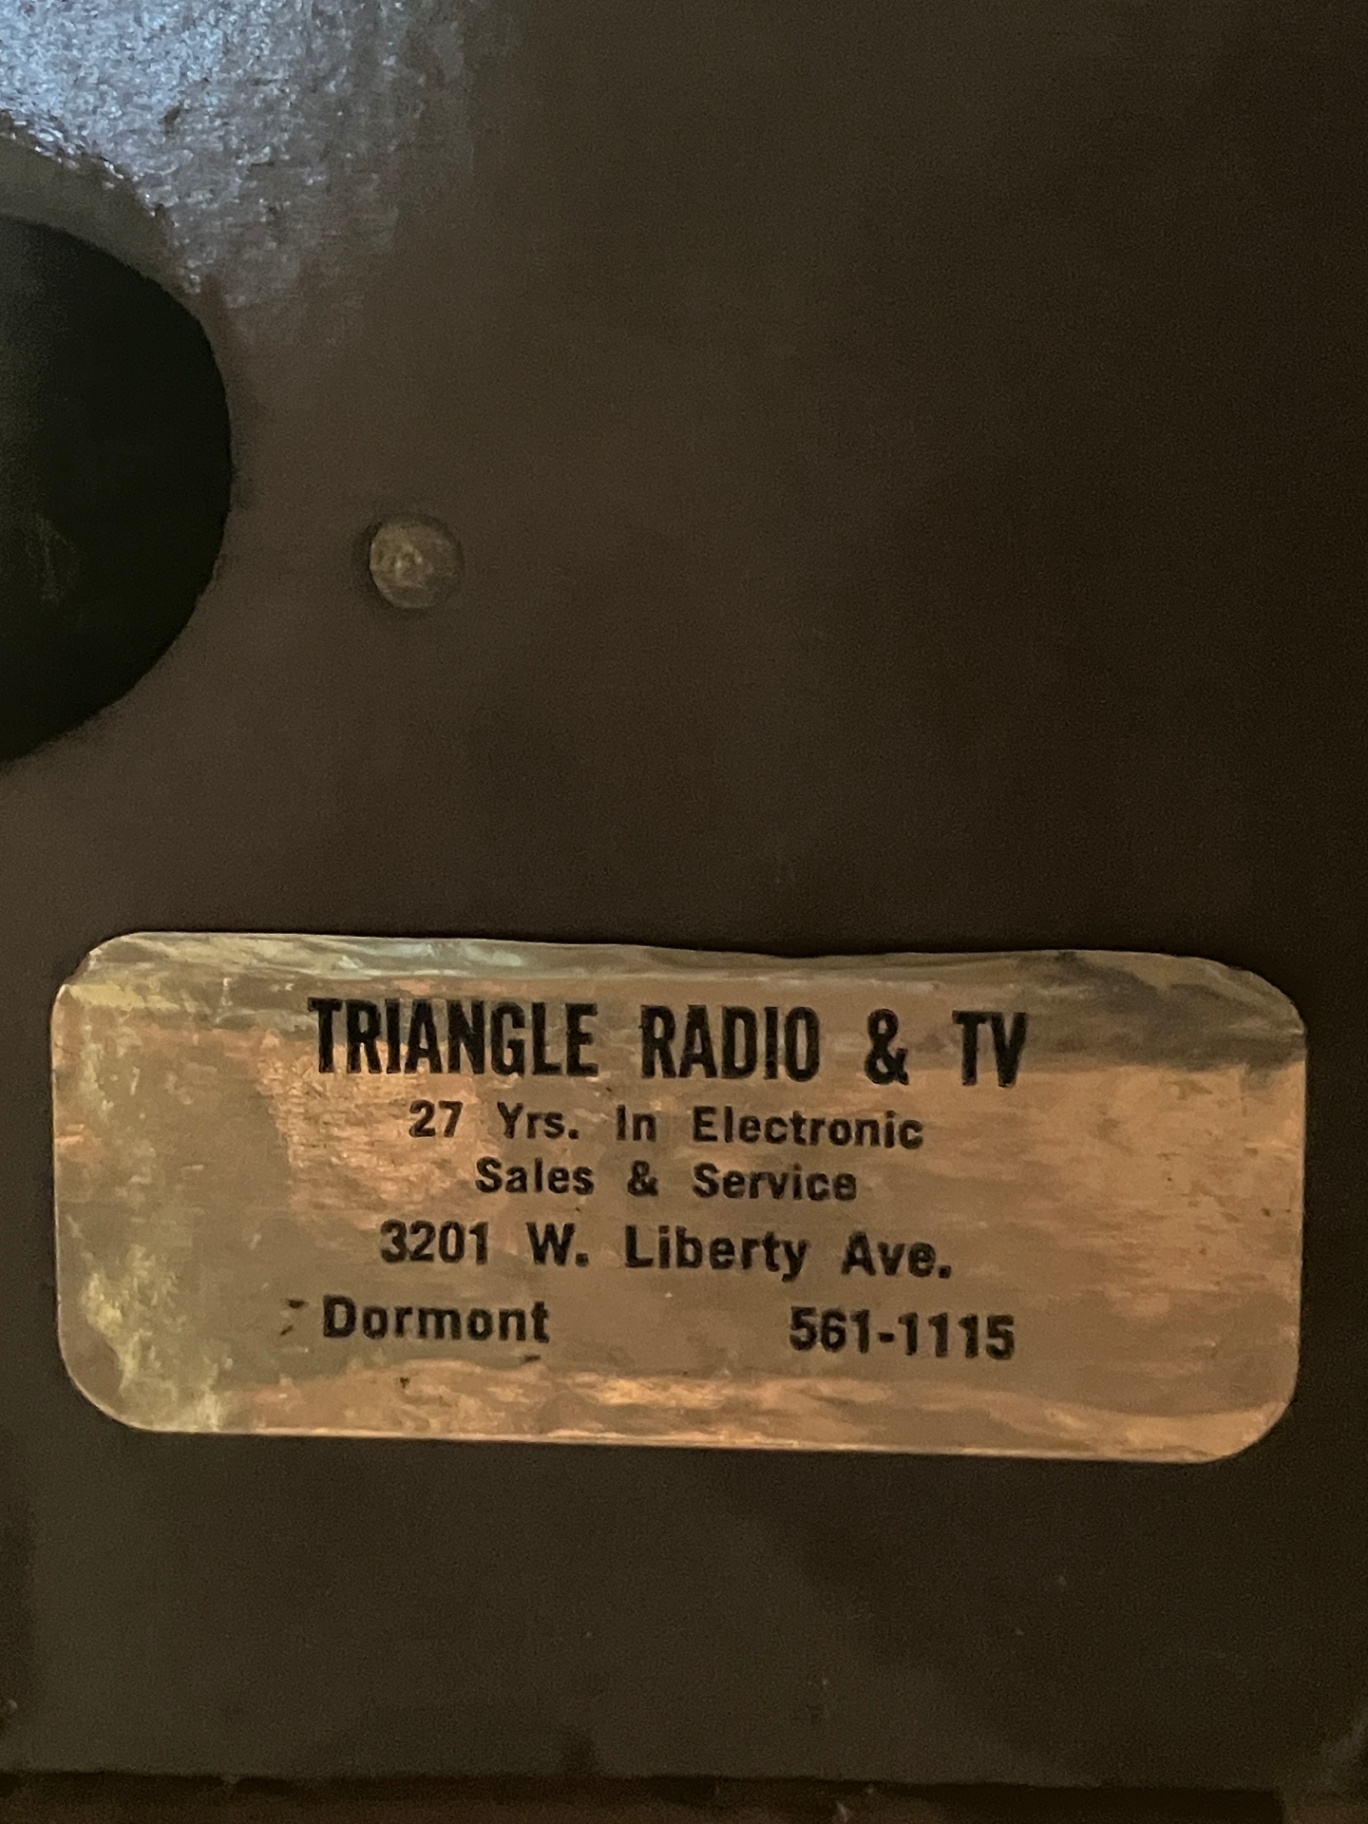 TRIANGLE RADIO & TV
27 Yrs. In Electronic
Sales & Service
3201 W. Liberty Ave.
Dormont 561-1115